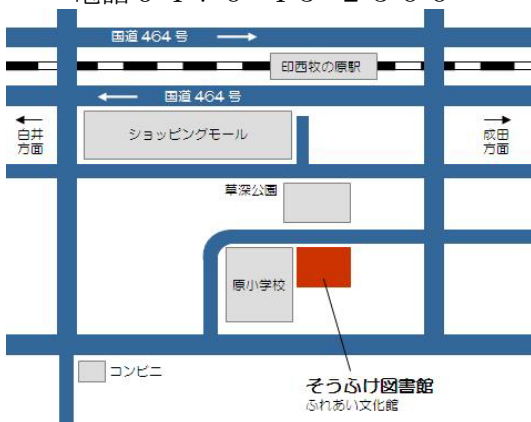 国道464号
印西牧の原駅
国道464号
白井
方面
ショッピングモール
成田
方面
草深公園
原小学校
コンビニ
そうふけ図書館
ふれあい文化館